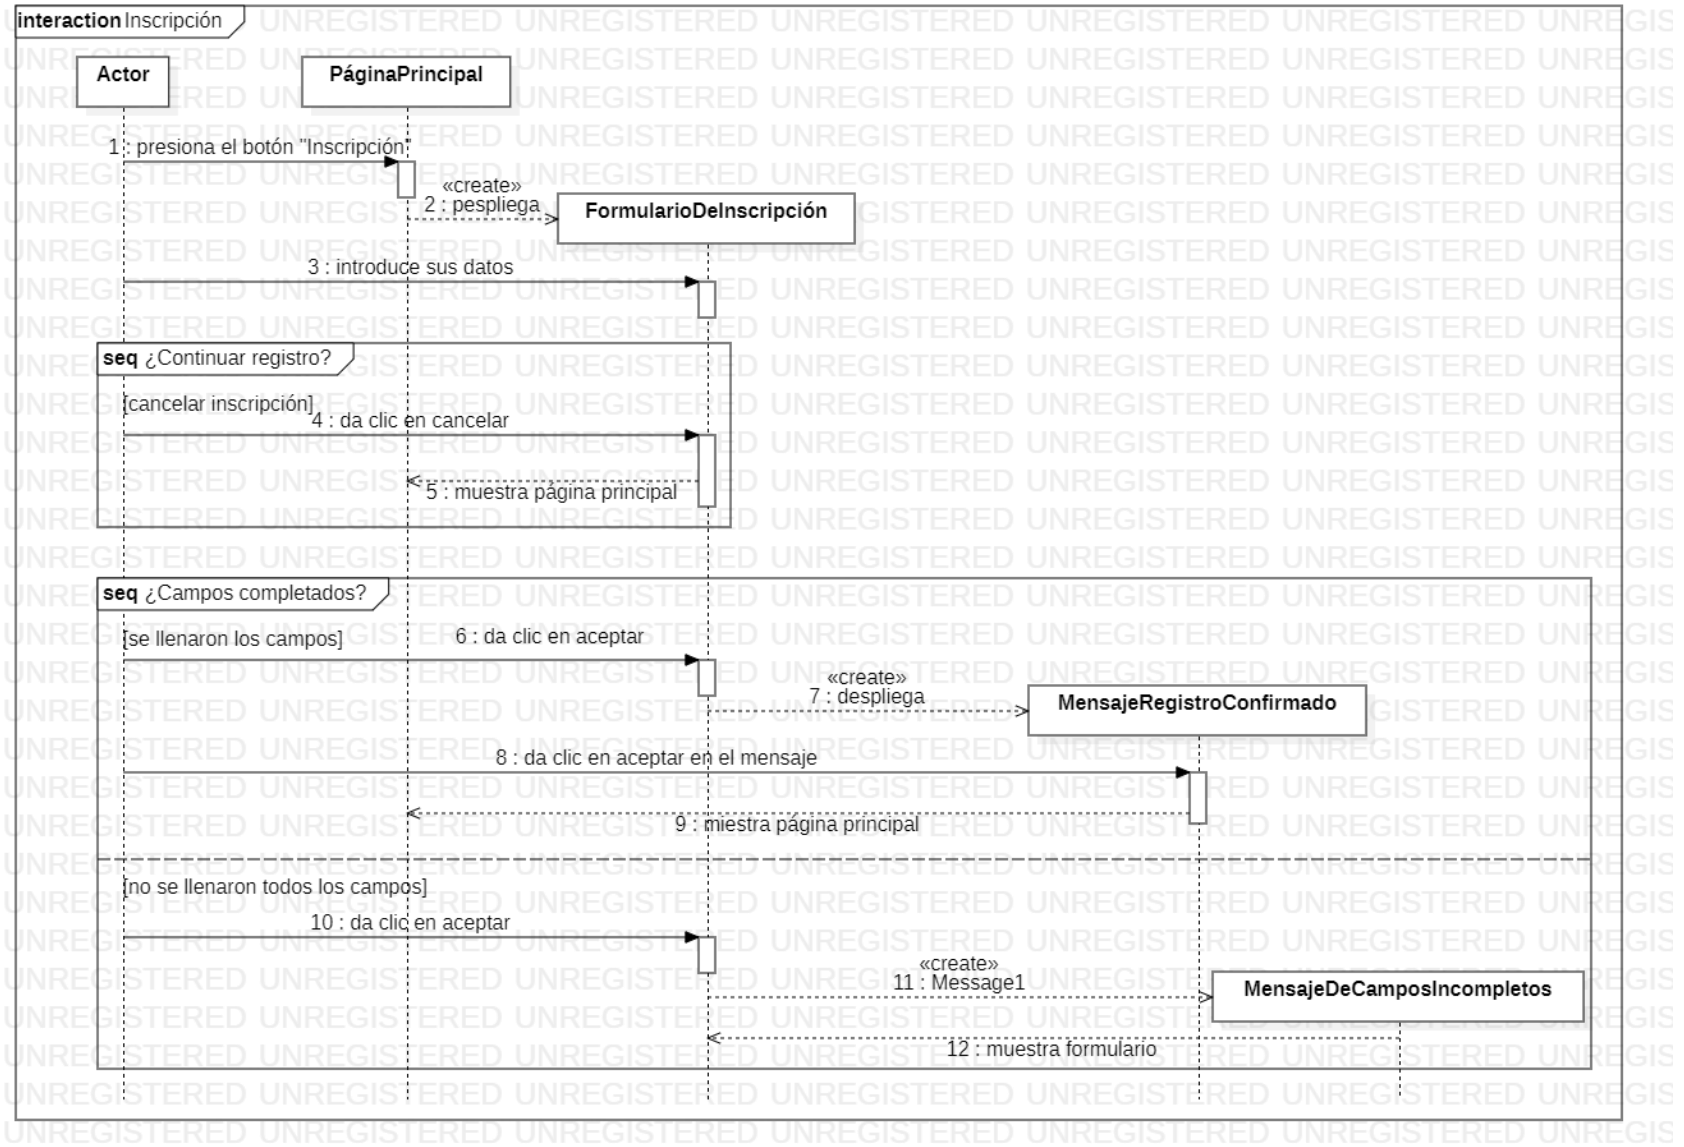 interaction Inscripción
Actor
PáginaPrincipal
1 : presiona el botón "Inscripción"
«create»
2 : pespliega
FormularioDeInscripción
3 : introduce sus datos
seq ¿Continuar registro?
[cancelar inscripción]
4 : da clic en cancelar
5 : muestra página principal
seq ¿Campos completados?
[se llenaron los campos]
6 : da clic en aceptar
«create»
7 : despliega
MensajeRegistroConfirmado
8 : da clic en aceptar en el mensaje
9 : miestra página principal
[no se llenaron todos los campos]
10 : da clic en aceptar
«create»
11 : Message1
MensajeDeCamposIncompletos
12 : muestra formulario
UNREGISTERED